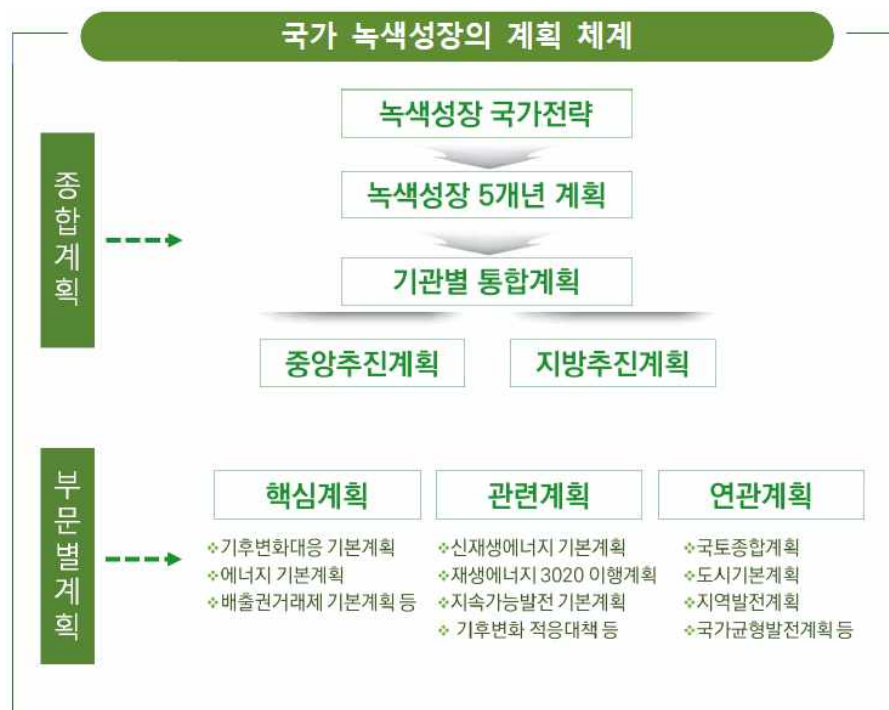 국가 녹색성장의 계획 체계
종합계획
녹색성장 국가전략
녹색성장 5개년 계획
기관별 통합계획
중앙추진계획
지방추진계획
부문별계획
핵심계획
❖기후변화대응 기본계획
❖에너지 기본계획
❖배출권거래제 기본계획 등
관련계획
❖신재생에너지 기본계획
❖재생에너지 3020 이행계획
❖지속가능발전 기본계획
❖ 기후변화 적응대책 등
연관계획
❖국토종합계획
❖도시기본계획
❖지역발전계획
❖국가균형발전계획 등